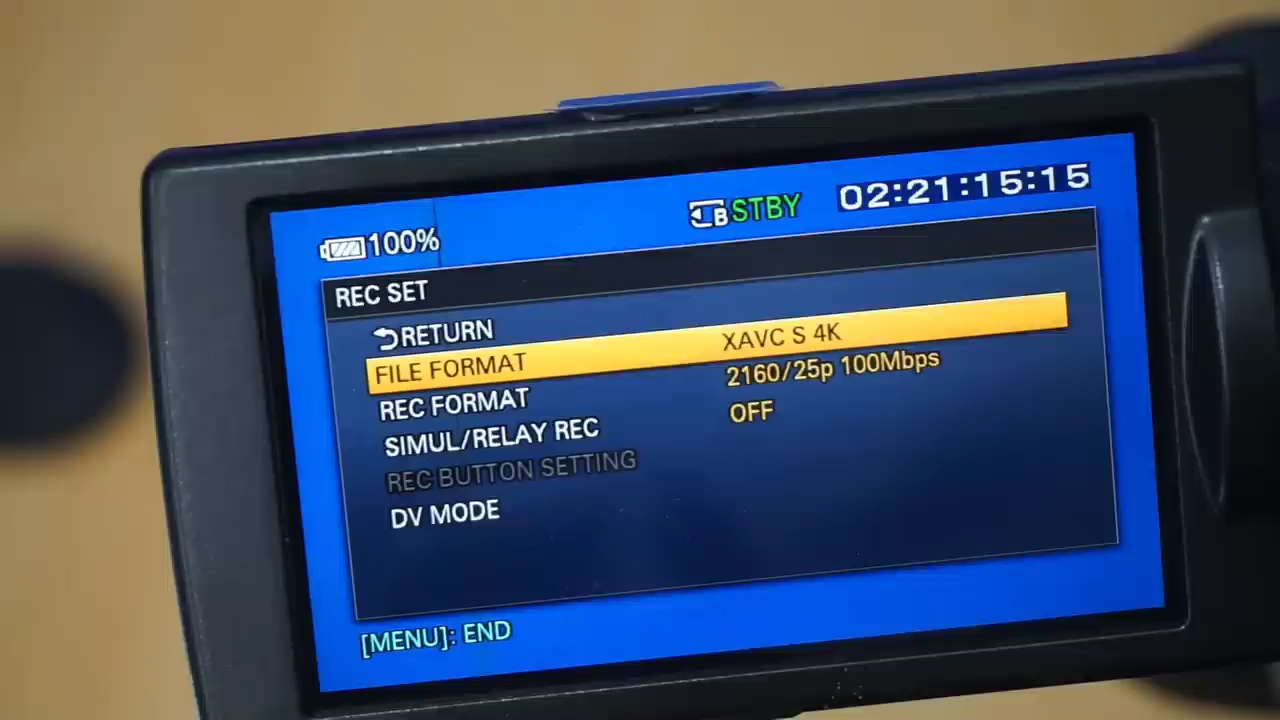 100% B STBY 02:21:15:15
REC SET
RETURN
FILE FORMAT XAVC S 4K
REC FORMAT 2160/25p 100Mbps
SIMUL/RELAY REC OFF
REC BUTTON SETTING
DV MODE
[MENU]: END